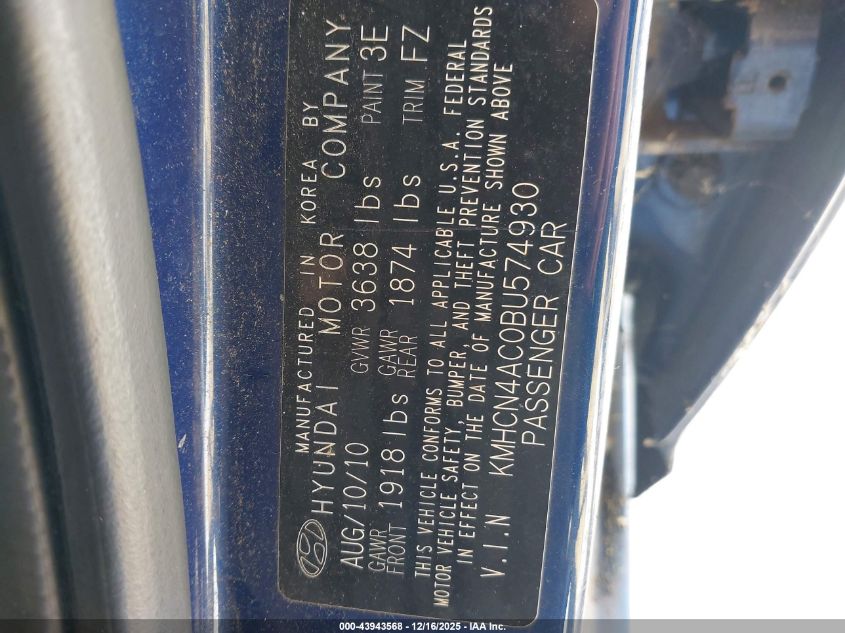 MANUFACTURED IN KOREA BY
HYUNDAI MOTOR COMPANY
AUG/10/10 GVWR 3638 lbs PAINT 3E
GAWR FRONT 1918 lbs GAWR REAR 1874 lbs TRIM FZ
THIS VEHICLE CONFORMS TO ALL APPLICABLE U.S.A. FEDERAL
MOTOR VEHICLE SAFETY, BUMPER, AND THEFT PREVENTION STANDARDS
IN EFFECT ON THE DATE OF MANUFACTURE SHOWN ABOVE
V.I.N KMHCN4AC0BU574930
PASSENGER CAR
000-43943568 - 12/16/2025 - IAA Inc.